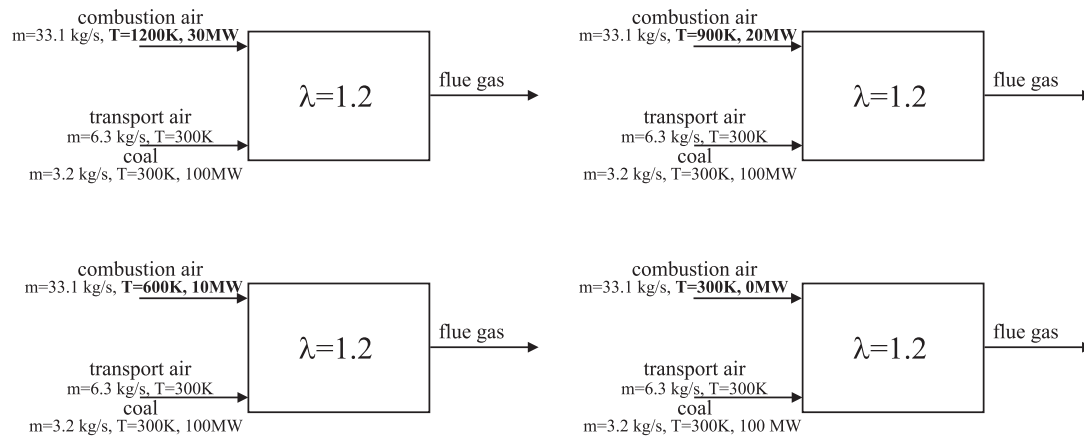 combustion air
m=33.1 kg/s, T=1200K, 30MW
flue gas
λ=1.2
transport air
m=6.3 kg/s, T=300K
coal
m=3.2 kg/s, T=300K, 100MW
combustion air
m=33.1 kg/s, T=900K, 20MW
flue gas
λ=1.2
transport air
m=6.3 kg/s, T=300K
coal
m=3.2 kg/s, T=300K, 100MW
combustion air
m=33.1 kg/s, T=600K, 10MW
flue gas
λ=1.2
transport air
m=6.3 kg/s, T=300K
coal
m=3.2 kg/s, T=300K, 100MW
combustion air
m=33.1 kg/s, T=300K, 0MW
flue gas
λ=1.2
transport air
m=6.3 kg/s, T=300K
coal
m=3.2 kg/s, T=300K, 100 MW